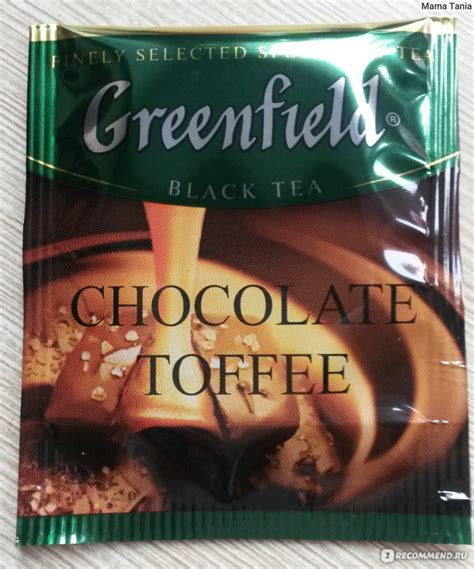 Mama Tania
FINELY SELECTED TEA
Greenfield®
BLACK TEA
CHOCOLATE
TOFFEE
I RECOMMEND.RU